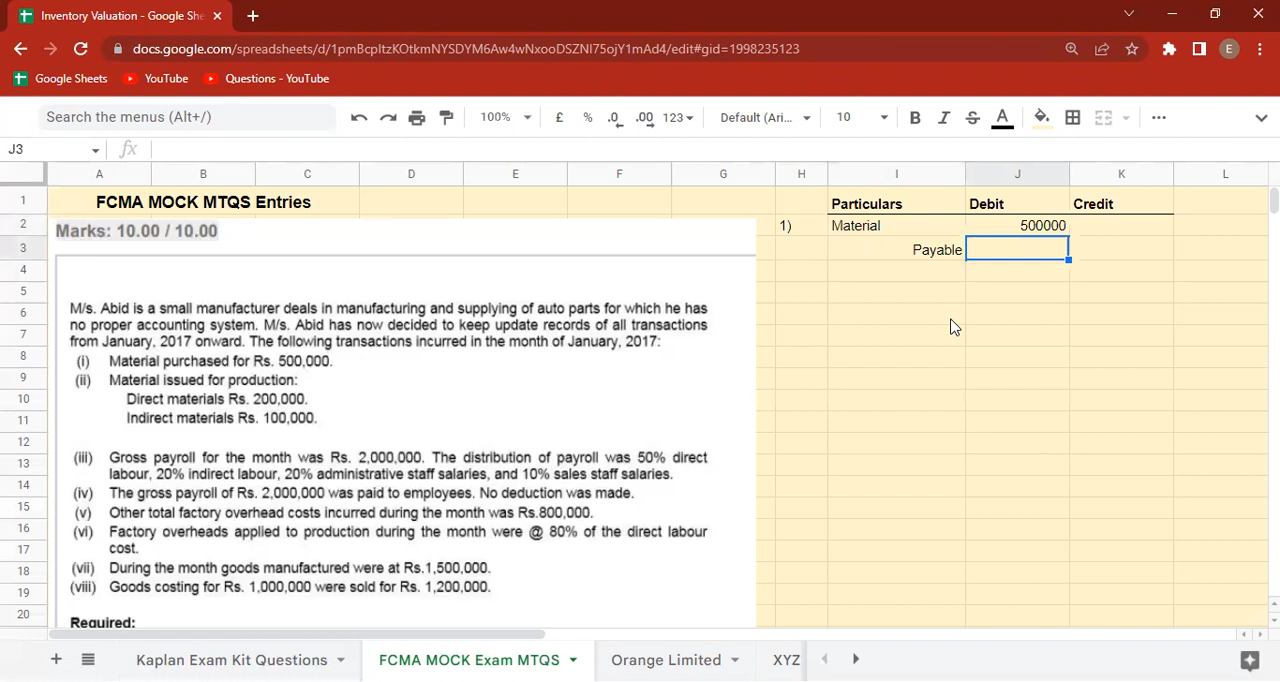 Inventory Valuation - Google She
docs.google.com/spreadsheets/d/1pmBcpltzKOtkmNYSDYM6Aw4wNxooDSZNI75ojY1mAd4/edit#gid=1998235123
E
Google Sheets YouTube Questions - YouTube
Search the menus (Alt+/) 100% £ % .0 .00 123 Default (Ari... 10 B I S A
J3 fx
A B C D E F G H I J K L
1 FCMA MOCK MTQS Entries Particulars Debit Credit
2 Marks: 10.00 / 10.00 1) Material 500000
3 Payable
4
5
6 M/s. Abid is a small manufacturer deals in manufacturing and supplying of auto parts for which he has
7 no proper accounting system. M/s. Abid has now decided to keep update records of all transactions
from January, 2017 onward. The following transactions incurred in the month of January, 2017:
8 (i) Material purchased for Rs. 500,000.
9 (ii) Material issued for production:
10 Direct materials Rs. 200,000.
11 Indirect materials Rs. 100,000.
12
13 (iii) Gross payroll for the month was Rs. 2,000,000. The distribution of payroll was 50% direct
labour, 20% indirect labour, 20% administrative staff salaries, and 10% sales staff salaries.
14 (iv) The gross payroll of Rs. 2,000,000 was paid to employees. No deduction was made.
15 (v) Other total factory overhead costs incurred during the month was Rs.800,000.
16 (vi) Factory overheads applied to production during the month were @ 80% of the direct labour
17 cost.
18 (vii) During the month goods manufactured were at Rs.1,500,000.
19 (viii) Goods costing for Rs. 1,000,000 were sold for Rs. 1,200,000.
20 Required:
Kaplan Exam Kit Questions FCMA MOCK Exam MTQS Orange Limited XYZ